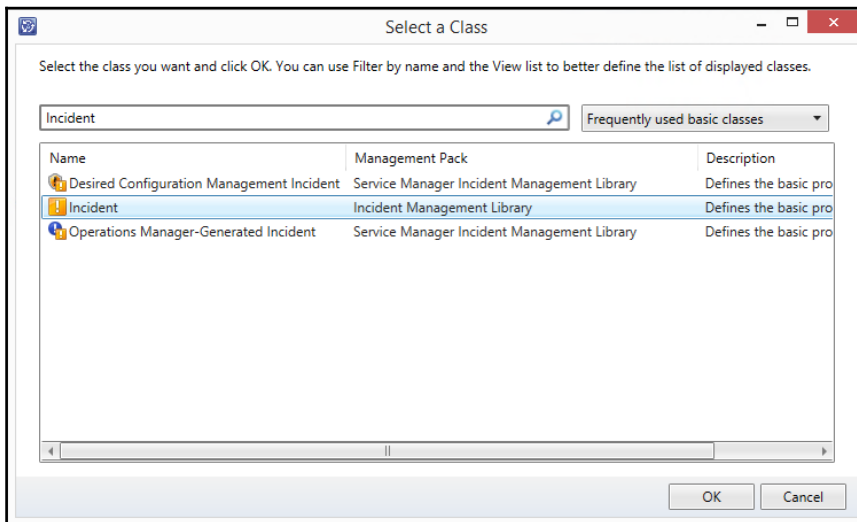 Select a Class
Select the class you want and click OK. You can use Filter by name and the View list to better define the list of displayed classes.
Incident Frequently used basic classes
Name Management Pack Description
Desired Configuration Management Incident Service Manager Incident Management Library Defines the basic pro
Incident Incident Management Library Defines the basic pro
Operations Manager-Generated Incident Service Manager Incident Management Library Defines the basic pro
OK Cancel